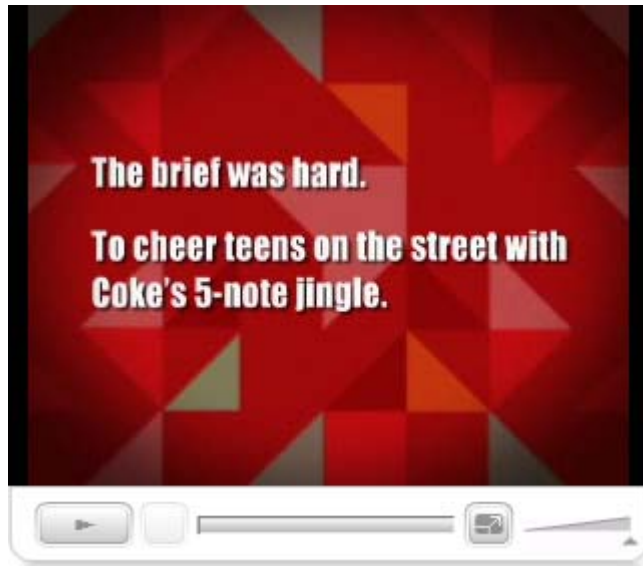 The brief was hard.
To cheer teens on the street with
Coke's 5-note jingle.